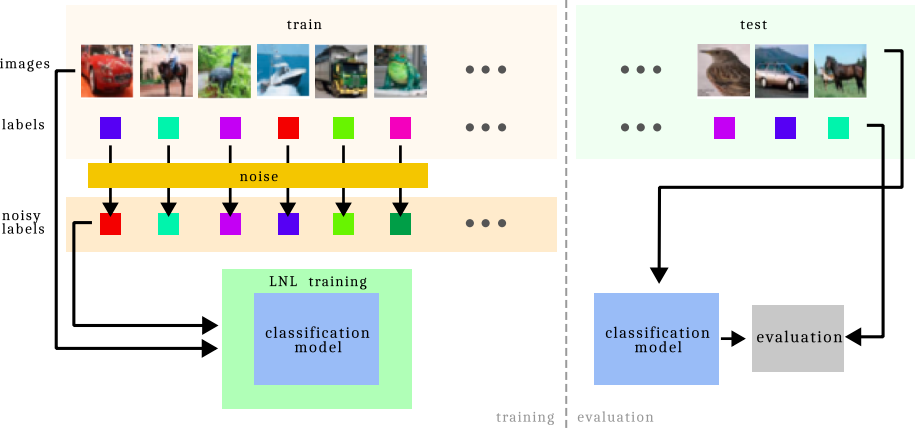 train
test
images
labels
noise
noisy
labels
LNL training
classification
model
classification
model
evaluation
training
evaluation